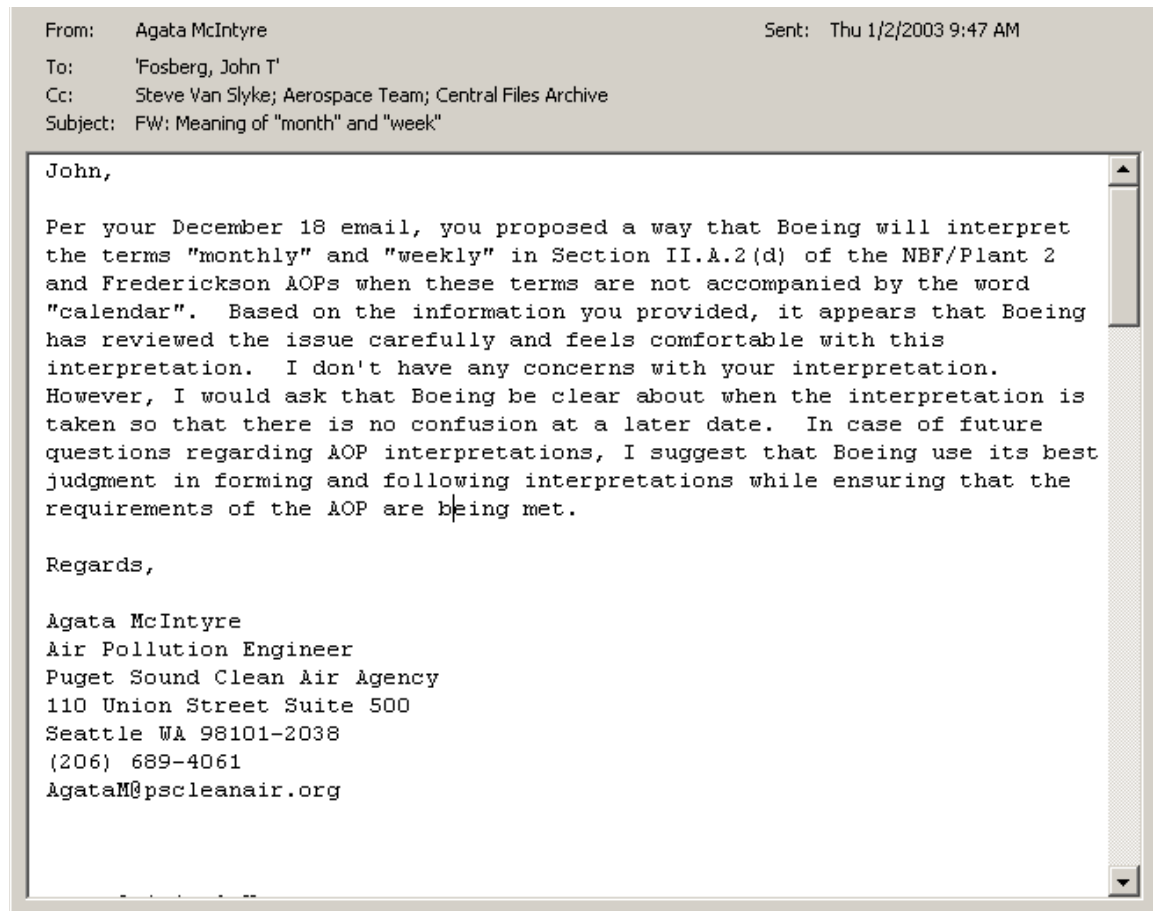 From: Agata McIntyre Sent: Thu 1/2/2003 9:47 AM
To: 'Fosberg, John T'
Cc: Steve Van Slyke; Aerospace Team; Central Files Archive
Subject: FW: Meaning of "month" and "week"
John,
Per your December 18 email, you proposed a way that Boeing will interpret
the terms "monthly" and "weekly" in Section II.A.2(d) of the NBF/Plant 2
and Frederickson AOPs when these terms are not accompanied by the word
"calendar".  Based on the information you provided, it appears that Boeing
has reviewed the issue carefully and feels comfortable with this
interpretation.  I don't have any concerns with your interpretation.
However, I would ask that Boeing be clear about when the interpretation is
taken so that there is no confusion at a later date.  In case of future
questions regarding AOP interpretations, I suggest that Boeing use its best
judgment in forming and following interpretations while ensuring that the
requirements of the AOP are being met.
Regards,
Agata McIntyre
Air Pollution Engineer
Puget Sound Clean Air Agency
110 Union Street Suite 500
Seattle WA 98101-2038
(206) 689-4061
AgataM@pscleanair.org